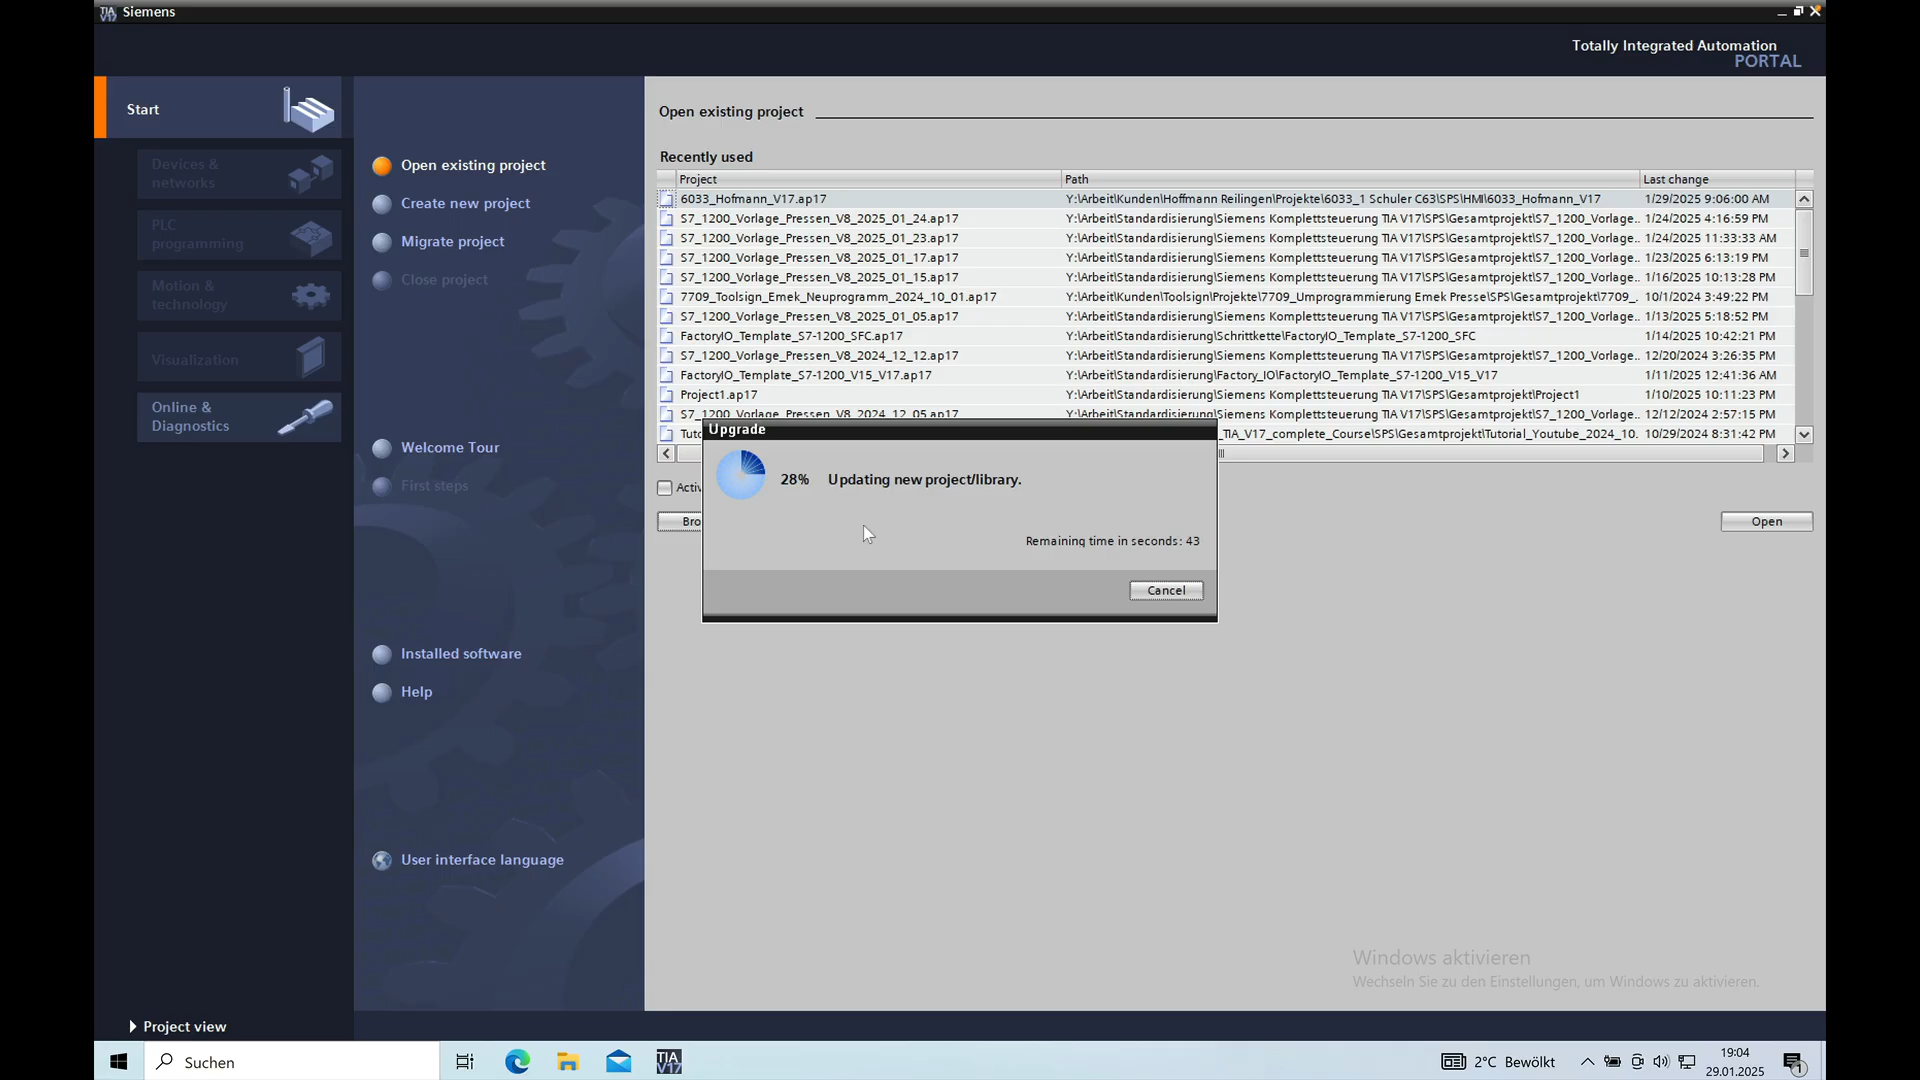 TIA V17 Siemens
Totally Integrated Automation
PORTAL
Start
Devices &
networks
PLC
programming
Motion &
technology
Visualization
Online &
Diagnostics
Open existing project
Create new project
Migrate project
Close project
Welcome Tour
First steps
Installed software
Help
User interface language
Open existing project
Recently used
Project Path Last change
6033_Hofmann_V17.ap17 Y:\Arbeit\Kunden\Hoffmann Reilingen\Projekte\6033_1 Schuler C63\SPS\HMI\6033_Hofmann_V17 1/29/2025 9:06:00 AM
S7_1200_Vorlage_Pressen_V8_2025_01_24.ap17 Y:\Arbeit\Standardisierung\Siemens Komplettsteuerung TIA V17\SPS\Gesamtprojekt\S7_1200_Vorlage.. 1/24/2025 4:16:59 PM
S7_1200_Vorlage_Pressen_V8_2025_01_23.ap17 Y:\Arbeit\Standardisierung\Siemens Komplettsteuerung TIA V17\SPS\Gesamtprojekt\S7_1200_Vorlage.. 1/24/2025 11:33:33 AM
S7_1200_Vorlage_Pressen_V8_2025_01_17.ap17 Y:\Arbeit\Standardisierung\Siemens Komplettsteuerung TIA V17\SPS\Gesamtprojekt\S7_1200_Vorlage.. 1/23/2025 6:13:19 PM
S7_1200_Vorlage_Pressen_V8_2025_01_15.ap17 Y:\Arbeit\Standardisierung\Siemens Komplettsteuerung TIA V17\SPS\Gesamtprojekt\S7_1200_Vorlage.. 1/16/2025 10:13:28 PM
7709_Toolsign_Emek_Neuprogramm_2024_10_01.ap17 Y:\Arbeit\Kunden\Toolsign\Projekte\7709_Umprogrammierung Emek Presse\SPS\Gesamtprojekt\7709_. 10/1/2024 3:49:22 PM
S7_1200_Vorlage_Pressen_V8_2025_01_05.ap17 Y:\Arbeit\Standardisierung\Siemens Komplettsteuerung TIA V17\SPS\Gesamtprojekt\S7_1200_Vorlage.. 1/13/2025 5:18:52 PM
FactoryIO_Template_S7-1200_SFC.ap17 Y:\Arbeit\Standardisierung\Schrittkette\FactoryIO_Template_S7-1200_SFC 1/14/2025 10:42:21 PM
S7_1200_Vorlage_Pressen_V8_2024_12_12.ap17 Y:\Arbeit\Standardisierung\Siemens Komplettsteuerung TIA V17\SPS\Gesamtprojekt\S7_1200_Vorlage.. 12/20/2024 3:26:35 PM
FactoryIO_Template_S7-1200_V15_V17.ap17 Y:\Arbeit\Standardisierung\Factory_IO\FactoryIO_Template_S7-1200_V15_V17 1/11/2025 12:41:36 AM
Project1.ap17 Y:\Arbeit\Standardisierung\Siemens Komplettsteuerung TIA V17\SPS\Gesamtprojekt\Project1 1/10/2025 10:11:23 PM
S7_1200_Vorlage_Pressen_V8_2024_12_05.ap17 Y:\Arbeit\Standardisierung\Siemens Komplettsteuerung TIA V17\SPS\Gesamtprojekt\S7_1200_Vorlage.. 12/12/2024 2:57:15 PM
Tuto _TIA_V17_complete_Course\SPS\Gesamtprojekt\Tutorial_Youtube_2024_10. 10/29/2024 8:31:42 PM
Activ
Bro
Open
Upgrade
28% Updating new project/library.
Remaining time in seconds: 43
Cancel
Windows aktivieren
Wechseln Sie zu den Einstellungen, um Windows zu aktivieren.
Project view
Suchen
TIA V17
2°C Bewölkt
19:04
29.01.2025
1